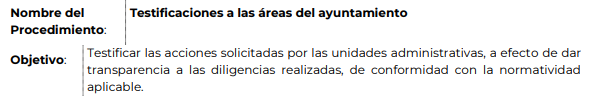 Nombre del Procedimiento: Testificaciones a las áreas del ayuntamiento
Objetivo: Testificar las acciones solicitadas por las unidades administrativas, a efecto de dar
transparencia a las diligencias realizadas, de conformidad con la normatividad
aplicable.